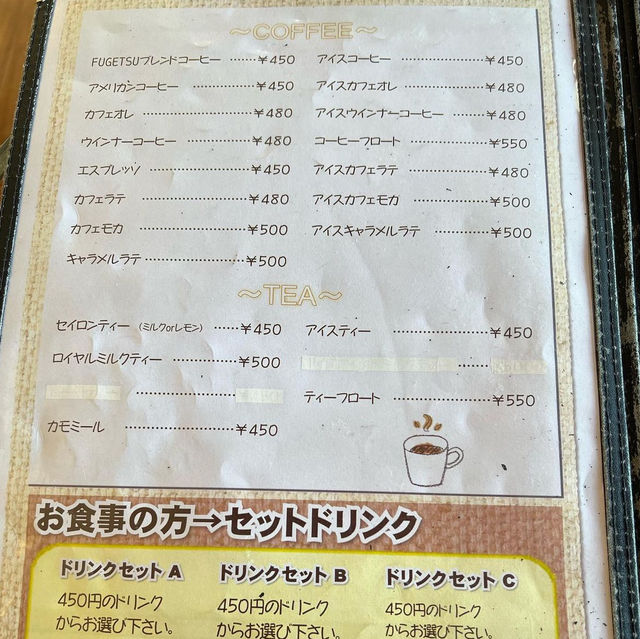 ～COFFEE～
FUGETSUブレンドコーヒー ……¥450
アメリカンコーヒー ……¥450
カフェオレ ……¥480
ウインナーコーヒー ……¥480
エスプレッソ ……¥450
カフェラテ ……¥480
カフェモカ ……¥500
キャラメルラテ ……¥500
アイスコーヒー ……¥450
アイスカフェオレ ……¥480
アイスウインナーコーヒー ……¥480
コーヒーフロート ……¥550
アイスカフェラテ ……¥480
アイスカフェモカ ……¥500
アイスキャラメルラテ ……¥500
～TEA～
セイロンティー (ミルクorレモン) ……¥450
ロイヤルミルクティー ……¥500
カモミール ……¥450
アイスティー ……¥450
ティーフロート ……¥550
お食事の方→セットドリンク
ドリンクセット A
450円のドリンク
からお選び下さい。
ドリンクセット B
450円のドリンク
からお選び下さい。
ドリンクセット C
450円のドリンク
からお選び下さい。